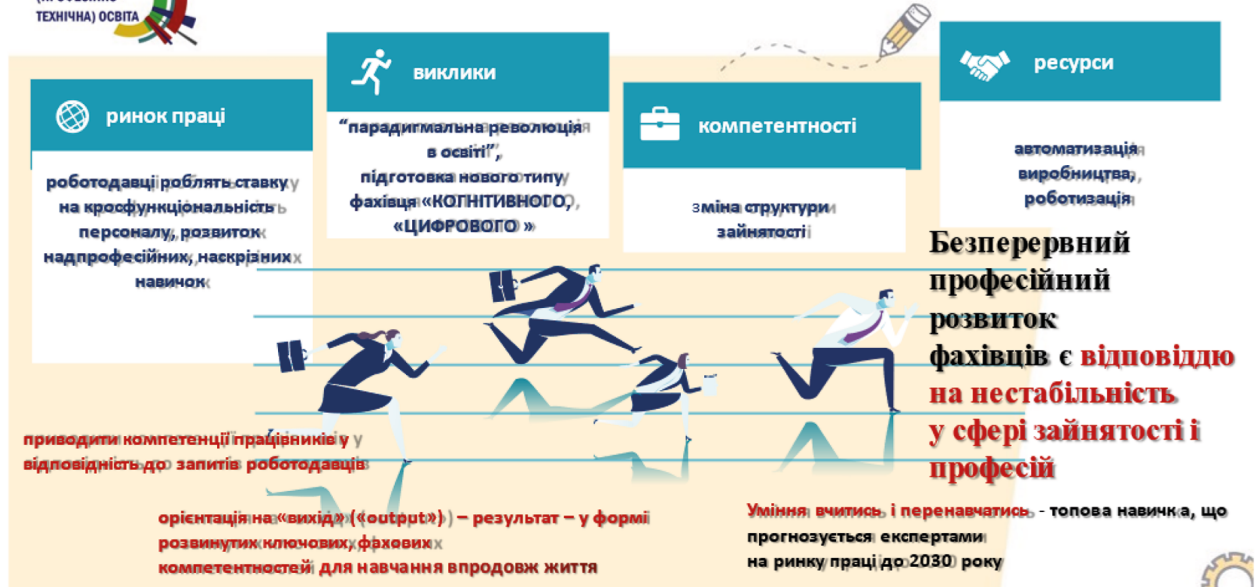 ТЕХНІЧНА) ОСВІТА
ринок праці
роботодавці роблять ставку
на кросфункціональність
персоналу, розвиток
надпрофесійних, наскрізних
навичок
виклики
“парадигмальна революція
в освіті”,
підготовка нового типу
фахівця «КОГНІТИВНОГО,
«ЦИФРОВОГО »
компетентності
зміна структури
зайнятості
ресурси
автоматизація
виробництва,
роботизація
Безперервний
професійний
розвиток
фахівців є відповіддю
на нестабільність
у сфері зайнятості і
професій
приводити компетенції працівників у
відповідність до запитів роботодавців
орієнтація на «вихід» («output») – результат – у формі
розвинутих ключових, фахових
компетентностей для навчання впродовж життя
Уміння вчитись і перенавчатись - топова навичка, що
прогнозується експертами
на ринку праці до 2030 року